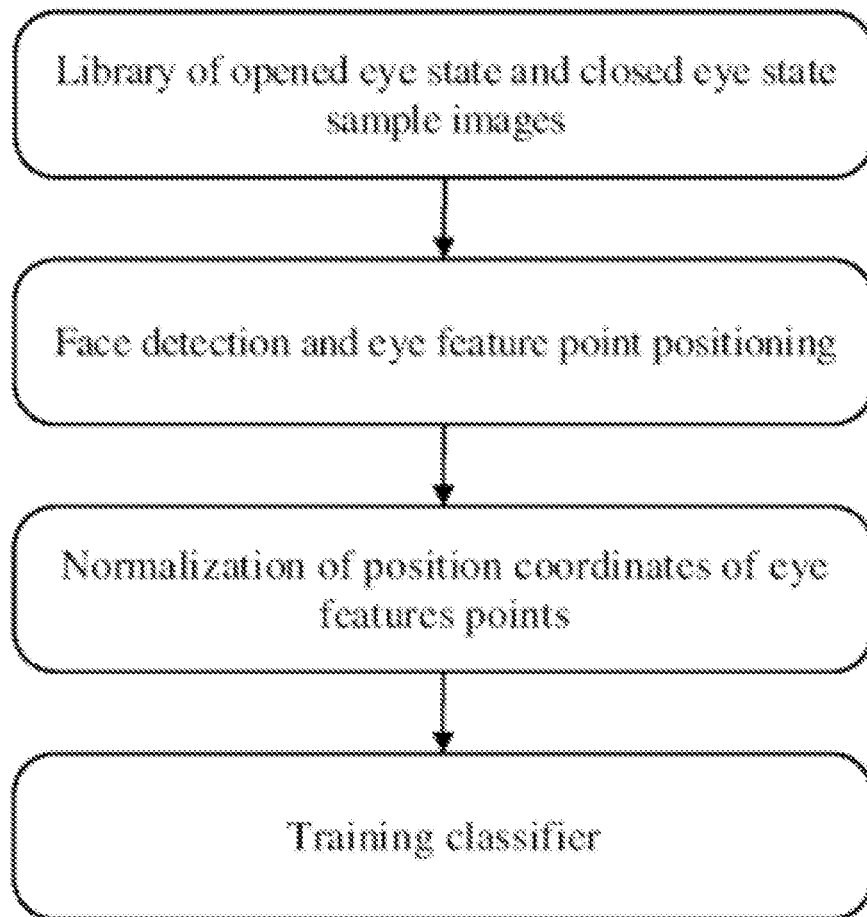 Library of opened eye state and closed eye state
sample images
Face detection and eye feature point positioning
Normalization of position coordinates of eye
features points
Training classifier